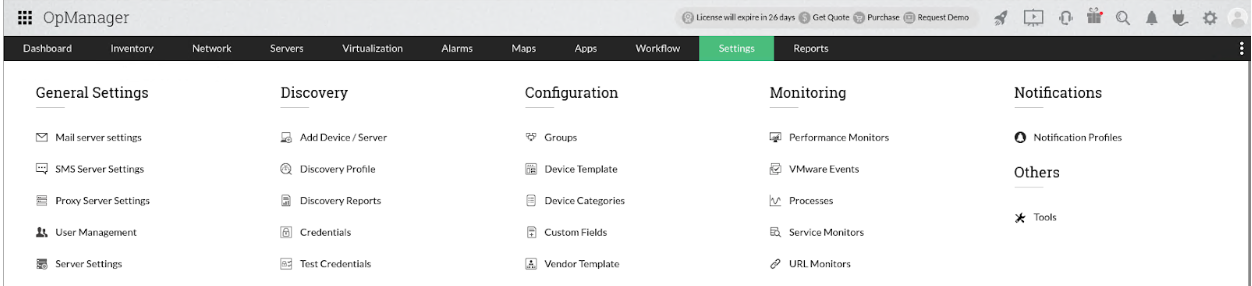 OpManager
License will expire in 26 days Get Quote Purchase Request Demo
Dashboard Inventory Network Servers Virtualization Alarms Maps Apps Workflow Settings Reports
General Settings
Mail server settings
SMS Server Settings
Proxy Server Settings
User Management
Server Settings
Discovery
Add Device / Server
Discovery Profile
Discovery Reports
Credentials
Test Credentials
Configuration
Groups
Device Template
Device Categories
Custom Fields
Vendor Template
Monitoring
Performance Monitors
VMware Events
Processes
Service Monitors
URL Monitors
Notifications
Notification Profiles
Others
Tools